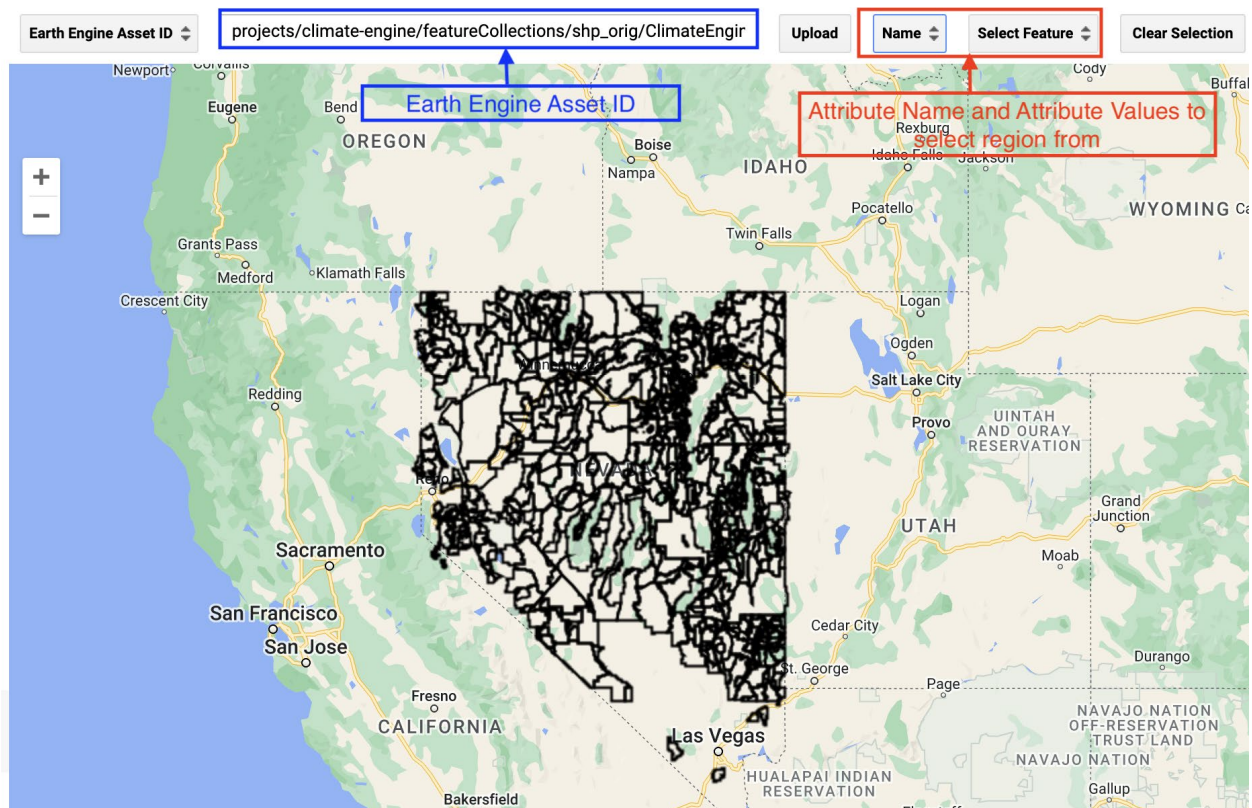 Earth Engine Asset ID
projects/climate-engine/featureCollections/shp_orig/ClimateEngin
Upload
Name
Select Feature
Clear Selection
Newport
Corvallis
Cody
Buffal
Eugene
Bend
Earth Engine Asset ID
Attribute Name and Attribute Values to
select region from
OREGON
Rexburg
Boise
Idaho Falls
Jackson
Nampa
IDAHO
Pocatello
WYOMING
Ca
Twin Falls
Grants Pass
Medford
Klamath Falls
Crescent City
Logan
Ogden
Winnemucca
Salt Lake City
Redding
Provo
UINTAH
AND OURAY
RESERVATION
NEVADA
Reno
Grand
Junction
UTAH
Sacramento
Moab
San Francisco
San Jose
Cedar City
St. George
Durango
Page
Fresno
CALIFORNIA
Las Vegas
NAVAJO NATION
OFF-RESERVATION
TRUST LAND
NAVAJO NATION
HUALAPAI INDIAN
RESERVATION
Gallup
Bakersfield